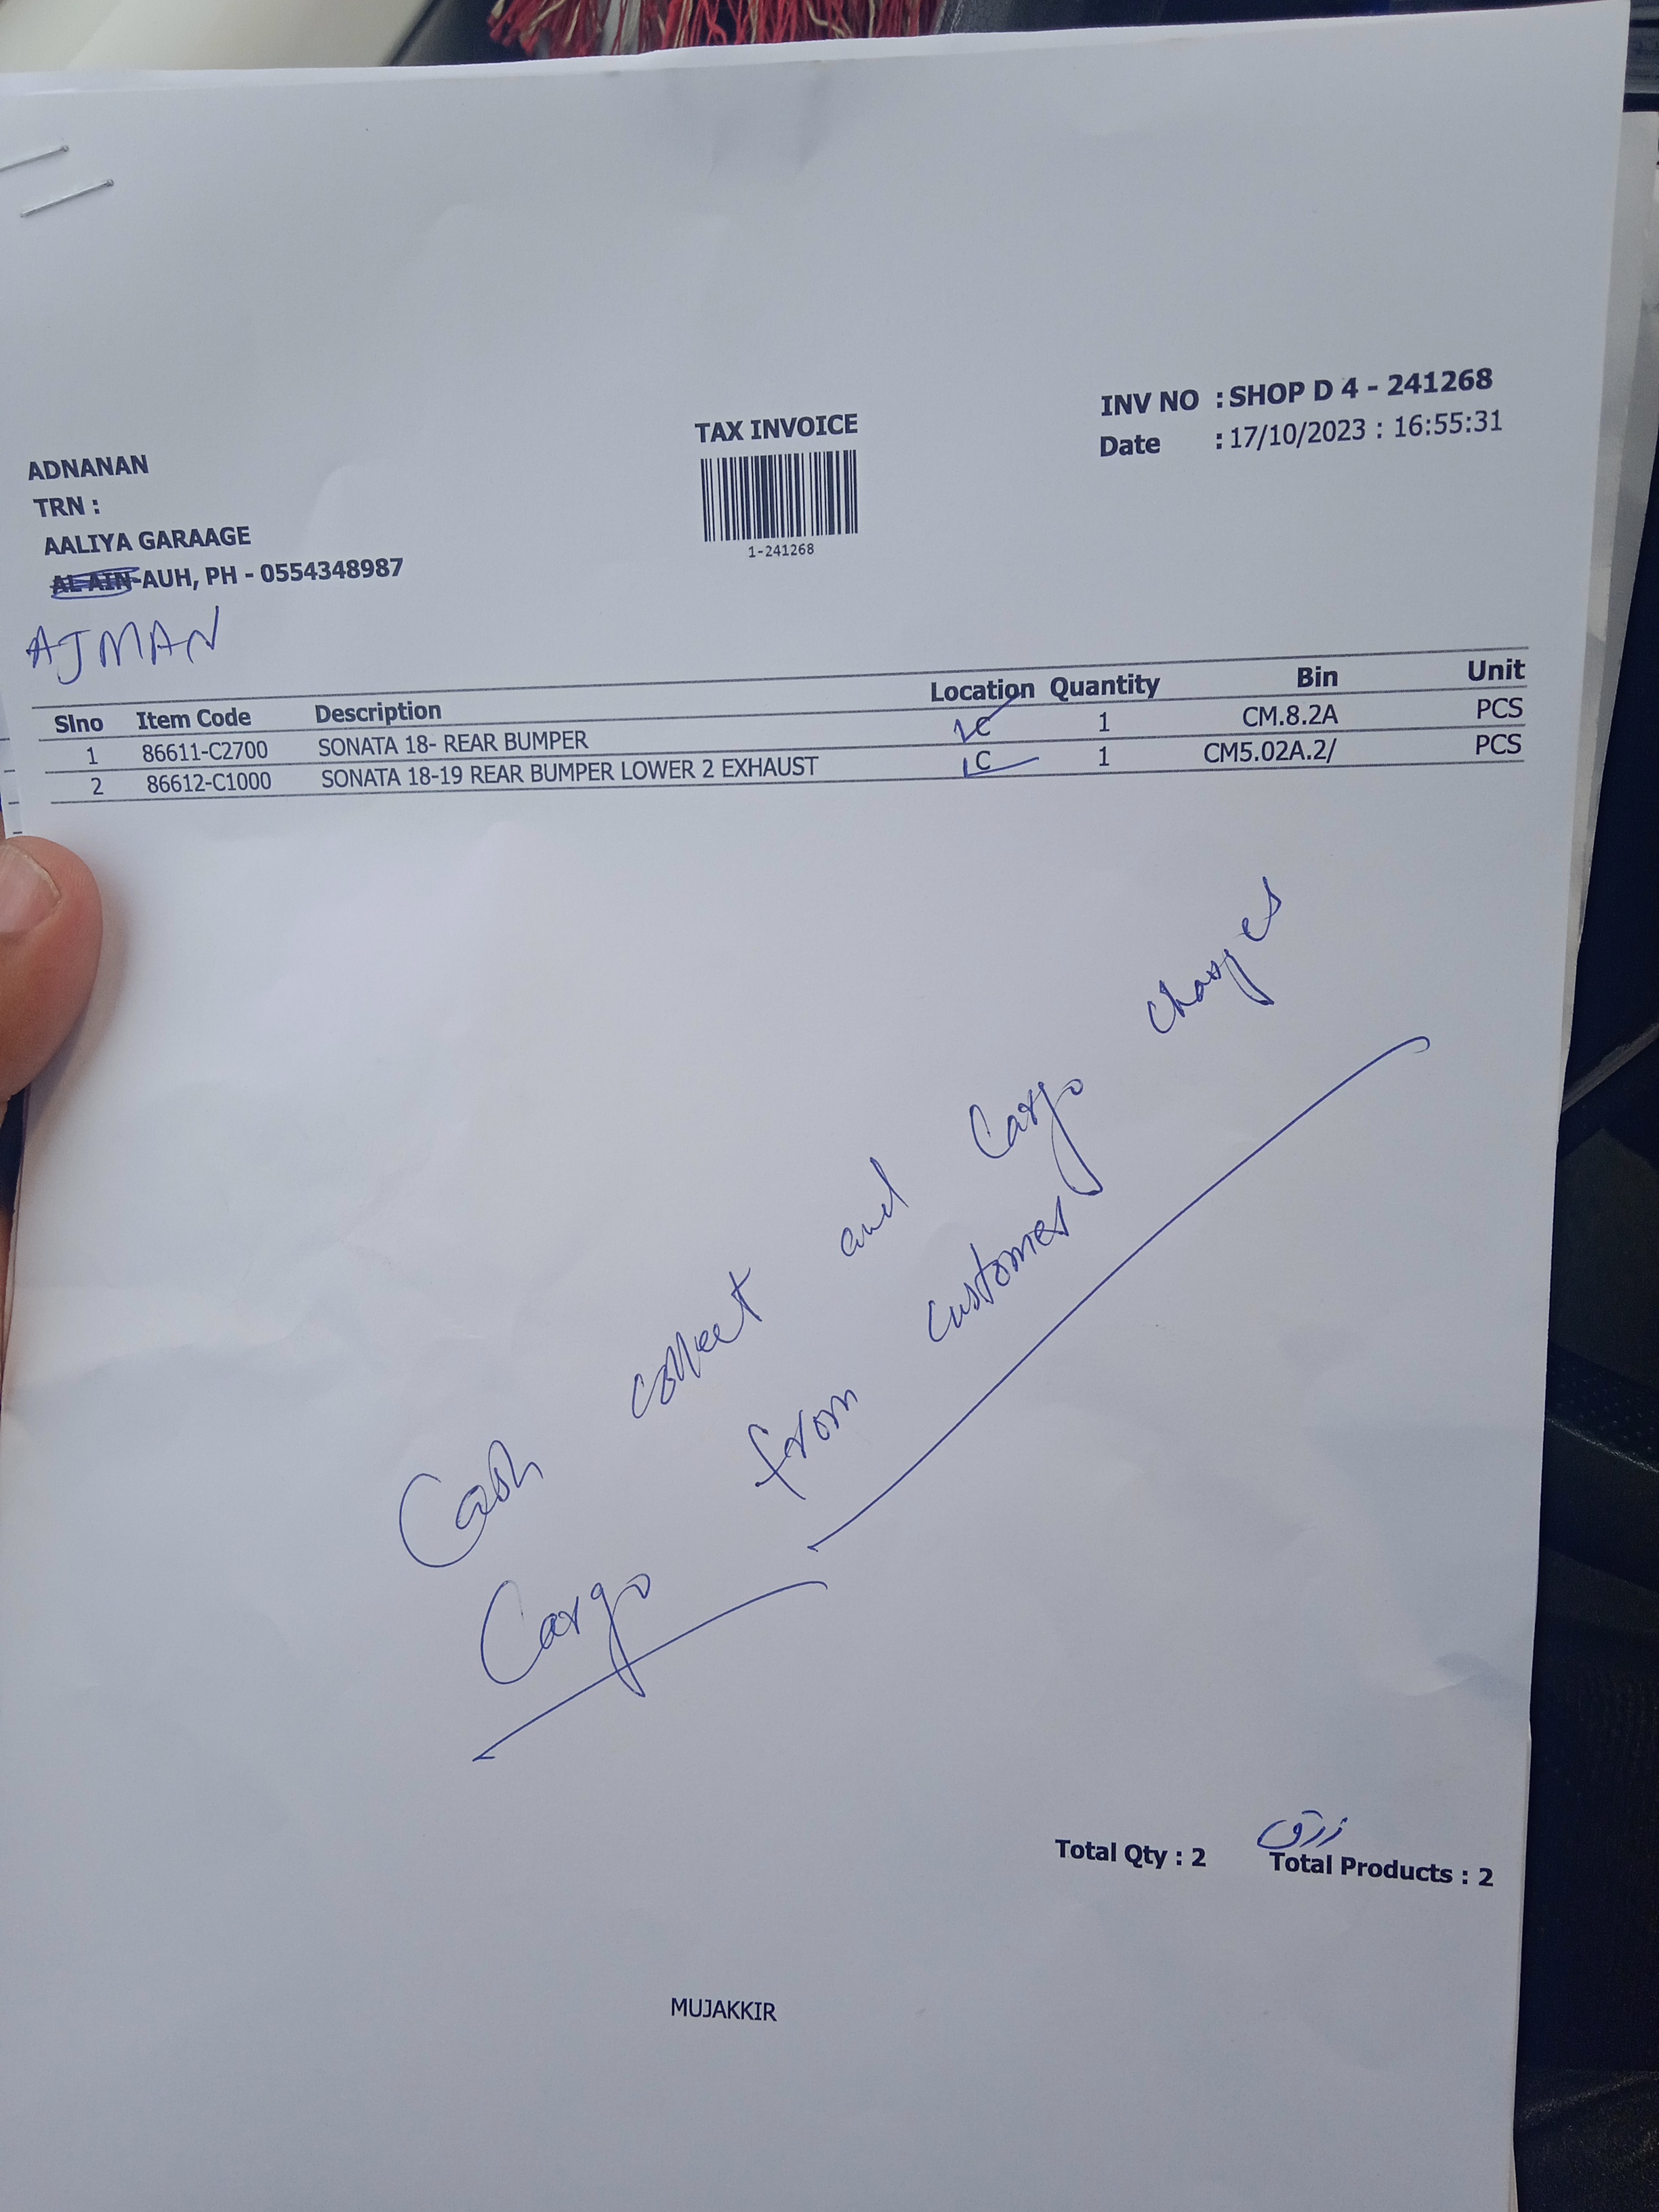 TAX INVOICE
1-241268
INV NO : SHOP D 4 - 241268
Date : 17/10/2023 : 16:55:31
ADNANAN
TRN :
AALIYA GARAAGE
AL AIN-AUH, PH - 0554348987
AJMAN
Slno Item Code Description Location Quantity Bin Unit
1 86611-C2700 SONATA 18- REAR BUMPER 1C 1 CM.8.2A PCS
2 86612-C1000 SONATA 18-19 REAR BUMPER LOWER 2 EXHAUST 1C 1 CM5.02A.2/ PCS
Cash collect and Cargo charges
Cargo from customer
Total Qty : 2 Total Products : 2
MUJAKKIR